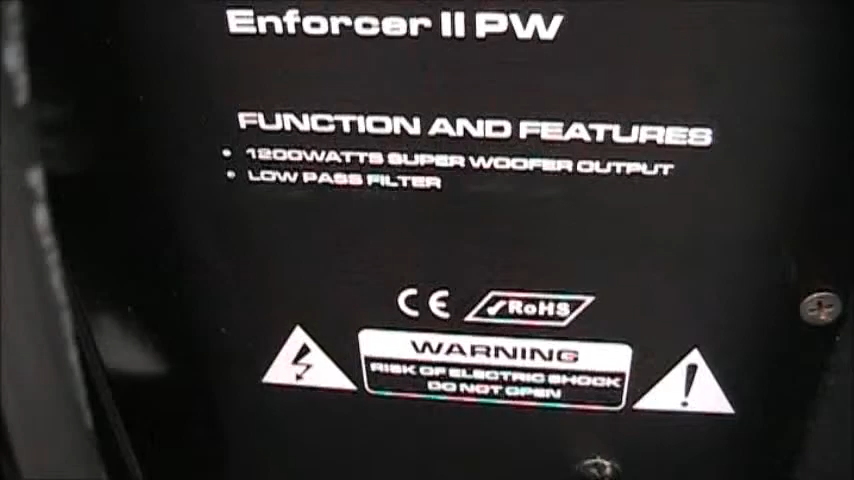 Enforcer II PW
FUNCTION AND FEATURES
• 1200WATTS SUPER WOOFER OUTPUT
• LOW PASS FILTER
CE ✓RoHS
WARNING
RISK OF ELECTRIC SHOCK
DO NOT OPEN